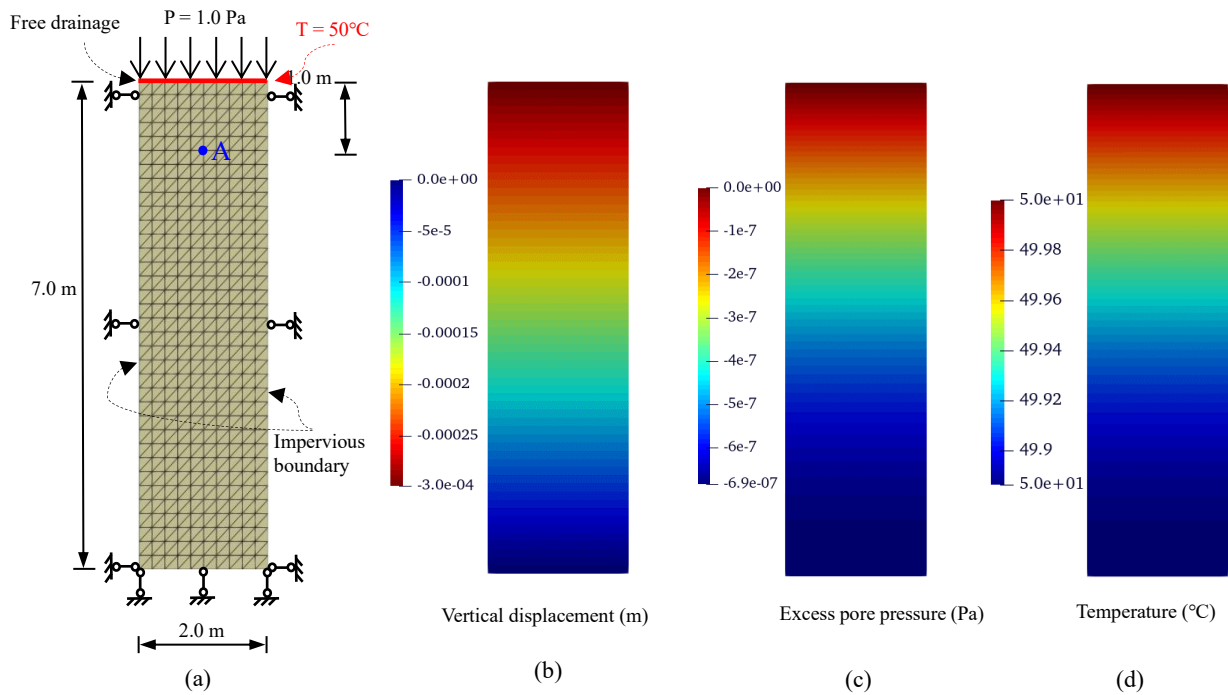 Free drainage
P = 1.0 Pa
T = 50℃
1.0 m
A
7.0 m
Impervious
boundary
2.0 m
(a)
0.0e+00
-5e-5
-0.0001
-0.00015
-0.0002
-0.00025
-3.0e-04
Vertical displacement (m)
(b)
0.0e+00
-1e-7
-2e-7
-3e-7
-4e-7
-5e-7
-6e-7
-6.9e-07
Excess pore pressure (Pa)
(c)
5.0e+01
49.98
49.96
49.94
49.92
49.9
5.0e+01
Temperature (℃)
(d)